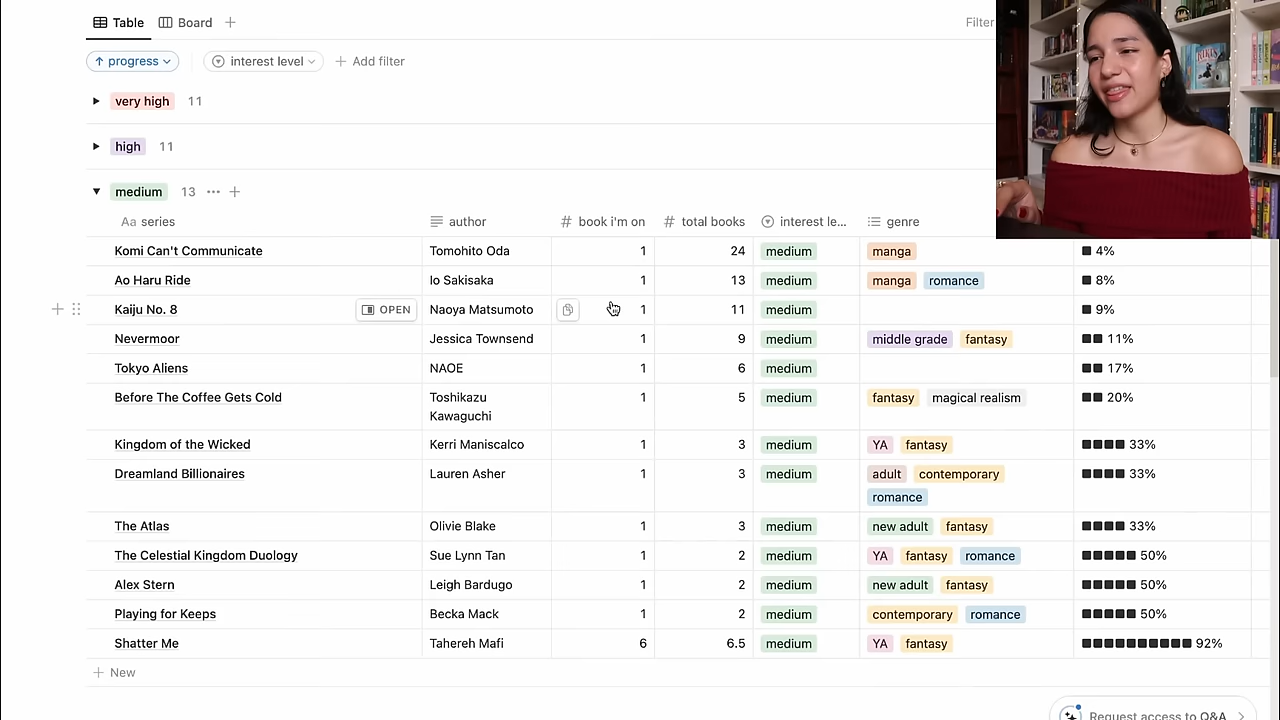 Table Board
Filter
progress interest level Add filter
very high 11
high 11
medium 13
Aa series author # book i'm on # total books interest le... genre
Komi Can't Communicate Tomohito Oda 1 24 medium manga 4%
Ao Haru Ride Io Sakisaka 1 13 medium manga romance 8%
Kaiju No. 8 OPEN Naoya Matsumoto 1 11 medium 9%
Nevermoor Jessica Townsend 1 9 medium middle grade fantasy 11%
Tokyo Aliens NAOE 1 6 medium 17%
Before The Coffee Gets Cold Toshikazu 1 5 medium fantasy magical realism 20%
Kawaguchi
Kingdom of the Wicked Kerri Maniscalco 1 3 medium YA fantasy 33%
Dreamland Billionaires Lauren Asher 1 3 medium adult contemporary 33%
romance
The Atlas Olivie Blake 1 3 medium new adult fantasy 33%
The Celestial Kingdom Duology Sue Lynn Tan 1 2 medium YA fantasy romance 50%
Alex Stern Leigh Bardugo 1 2 medium new adult fantasy 50%
Playing for Keeps Becka Mack 1 2 medium contemporary romance 50%
Shatter Me Tahereh Mafi 6 6.5 medium YA fantasy 92%
New
Request access to Q&A